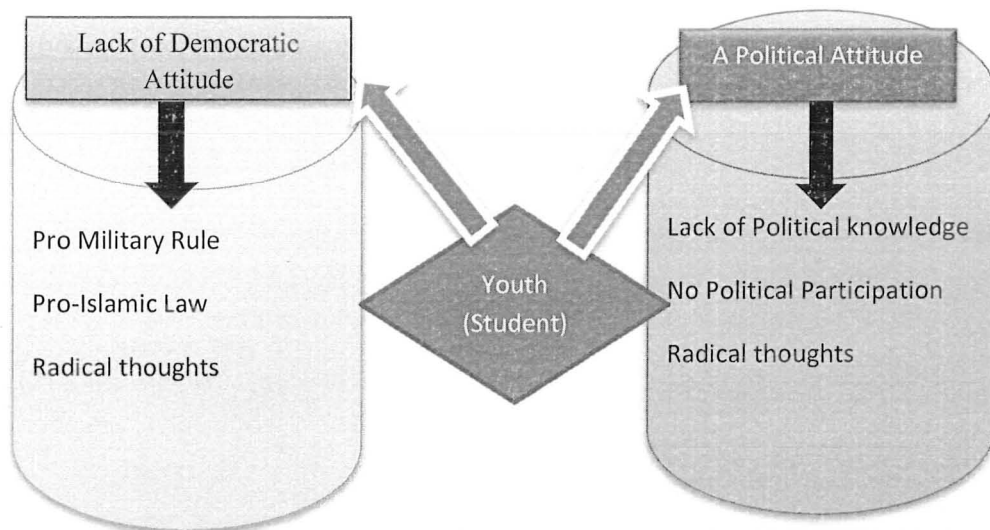 Lack of Democratic
Attitude
Pro Military Rule
Pro-Islamic Law
Radical thoughts
Youth
(Student)
A Political Attitude
Lack of Political knowledge
No Political Participation
Radical thoughts